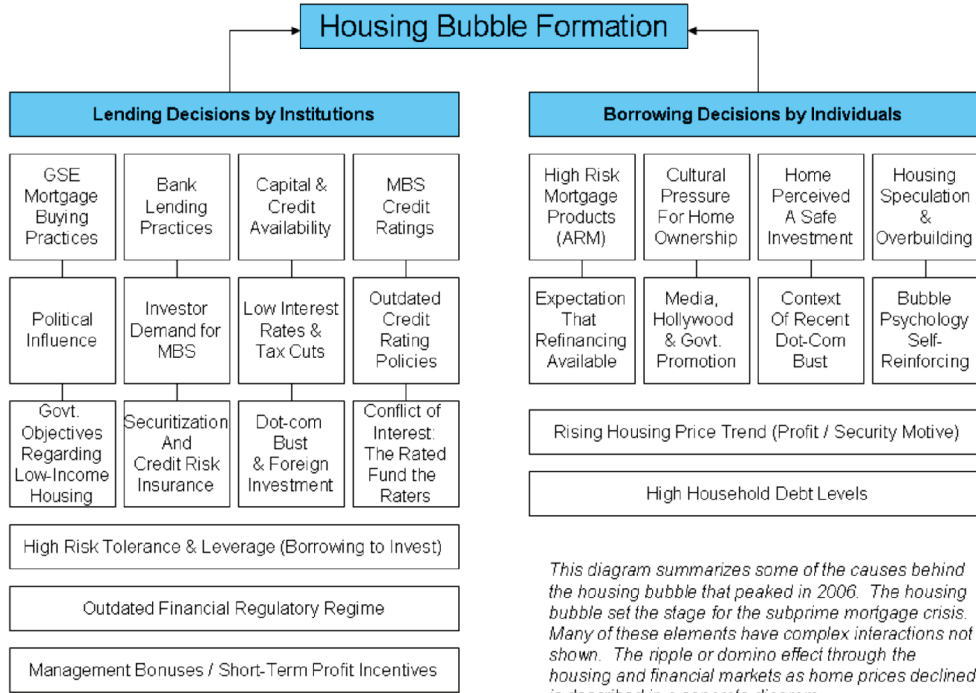 Housing Bubble Formation
Lending Decisions by Institutions
GSE
Mortgage
Buying
Practices
Bank
Lending
Practices
Capital &
Credit
Availability
MBS
Credit
Ratings
Political
Influence
Investor
Demand for
MBS
Low Interest
Rates &
Tax Cuts
Outdated
Credit
Rating
Policies
Govt.
Objectives
Regarding
Low-Income
Housing
Securitization
And
Credit Risk
Insurance
Dot-com
Bust
& Foreign
Investment
Conflict of
Interest:
The Rated
Fund the
Raters
High Risk Tolerance & Leverage (Borrowing to Invest)
Outdated Financial Regulatory Regime
Management Bonuses / Short-Term Profit Incentives
Borrowing Decisions by Individuals
High Risk
Mortgage
Products
(ARM)
Cultural
Pressure
For Home
Ownership
Home
Perceived
A Safe
Investment
Housing
Speculation
&
Overbuilding
Expectation
That
Refinancing
Available
Media,
Hollywood
& Govt.
Promotion
Context
Of Recent
Dot-Com
Bust
Bubble
Psychology
Self-
Reinforcing
Rising Housing Price Trend (Profit / Security Motive)
High Household Debt Levels
This diagram summarizes some of the causes behind
the housing bubble that peaked in 2006. The housing
bubble set the stage for the subprime mortgage crisis.
Many of these elements have complex interactions not
shown. The ripple or domino effect through the
housing and financial markets as home prices declined
is described in a separate diagram